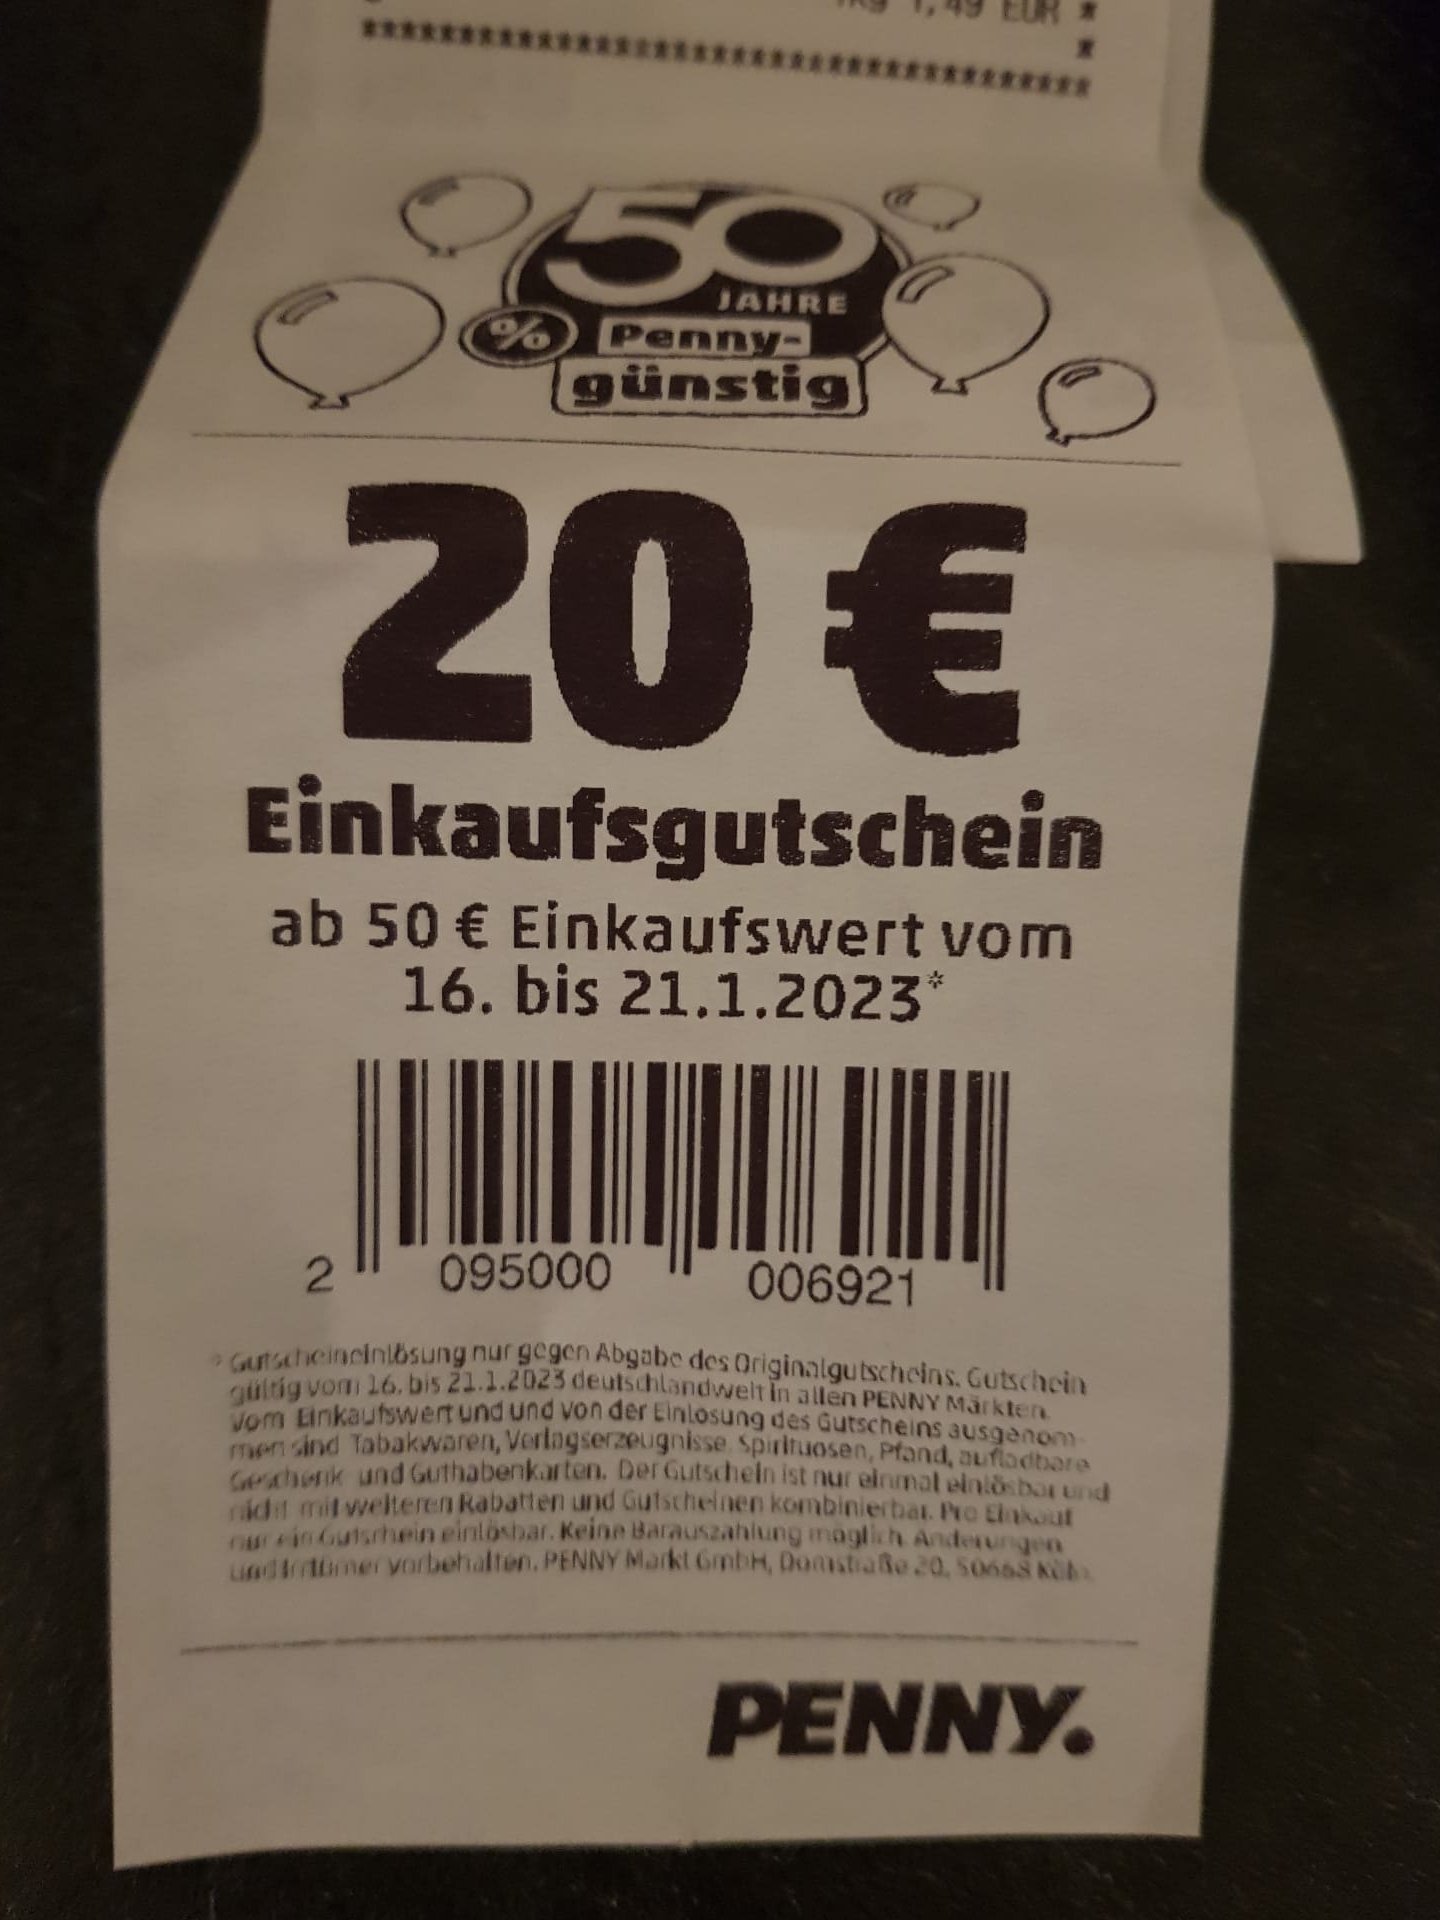 1kg 1,49 EUR *
*
**************************************
50
JAHRE
% Penny-
günstig
20 €
Einkaufsgutschein
ab 50 € Einkaufswert vom
16. bis 21.1.2023*
2 095000 006921
* Gutscheineinlösung nur gegen Abgabe des Originalgutscheins. Gutschein
gültig vom 16. bis 21.1.2023 deutschlandweit in allen PENNY Märkten.
Vom Einkaufswert und und von der Einlösung des Gutscheins ausgenom-
men sind Tabakwaren, Verlagserzeugnisse, Spirituosen, Pfand, aufladbare
Geschenk- und Guthabenkarten. Der Gutschein ist nur einmal einlösbar und
nicht mit weiteren Rabatten und Gutscheinen kombinierbar. Pro Einkauf
nur ein Gutschein einlösbar. Keine Barauszahlung möglich. Änderungen
und Irrtümer vorbehalten. PENNY Markt GmbH, Domstraße 20, 50668 Köln.
PENNY.